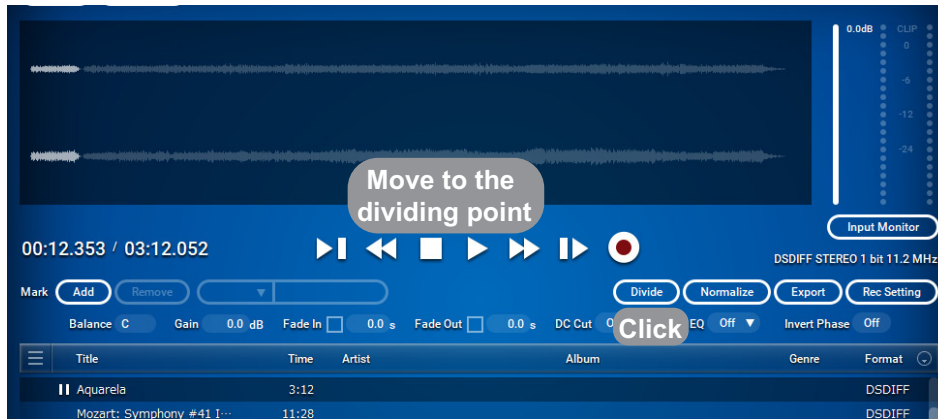 0.0dB CLIP
0
-6
-12
-24
Move to the
dividing point
Input Monitor
00:12.353 / 03:12.052
DSDIFF STEREO 1 bit 11.2 MHz
Mark Add Remove Divide Normalize Export Rec Setting
Balance C Gain 0.0 dB Fade In 0.0 s Fade Out 0.0 s DC Cut EQ Off Invert Phase Off
Click
Title Time Artist Album Genre Format
Aquarela 3:12 DSDIFF
Mozart: Symphony #41 I… 11:28 DSDIFF